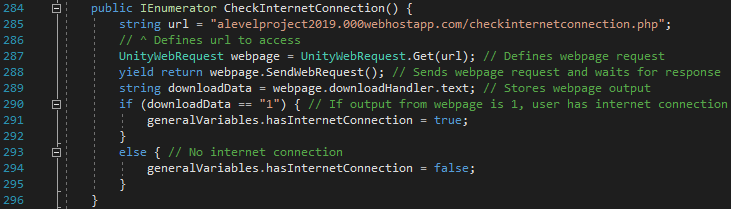 284 public IEnumerator CheckInternetConnection() {
285 string url = "alevelproject2019.000webhostapp.com/checkinternetconnection.php";
286 // ^ Defines url to access
287 UnityWebRequest webpage = UnityWebRequest.Get(url); // Defines webpage request
288 yield return webpage.SendWebRequest(); // Sends webpage request and waits for response
289 string downloadData = webpage.downloadHandler.text; // Stores webpage output
290 if (downloadData == "1") { // If output from webpage is 1, user has internet connection
291 generalVariables.hasInternetConnection = true;
292 }
293 else { // No internet connection
294 generalVariables.hasInternetConnection = false;
295 }
296 }